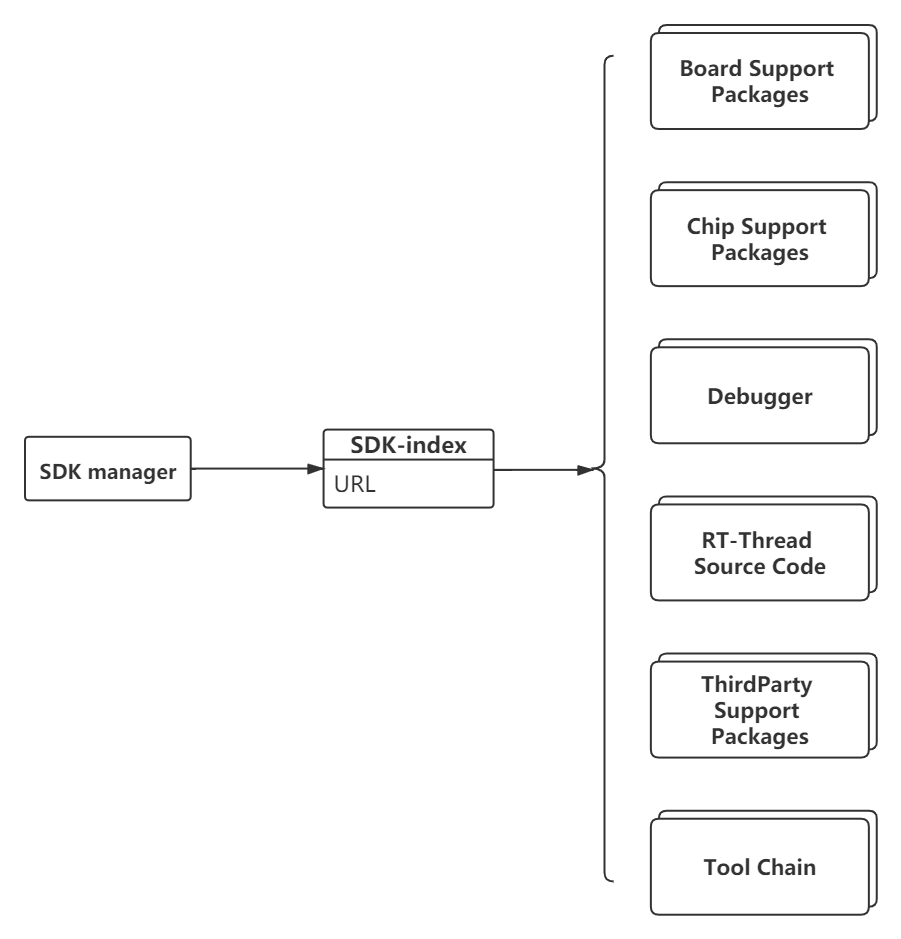 Board Support
Packages
Chip Support
Packages
Debugger
SDK manager
SDK-index
URL
RT-Thread
Source Code
ThirdParty
Support
Packages
Tool Chain